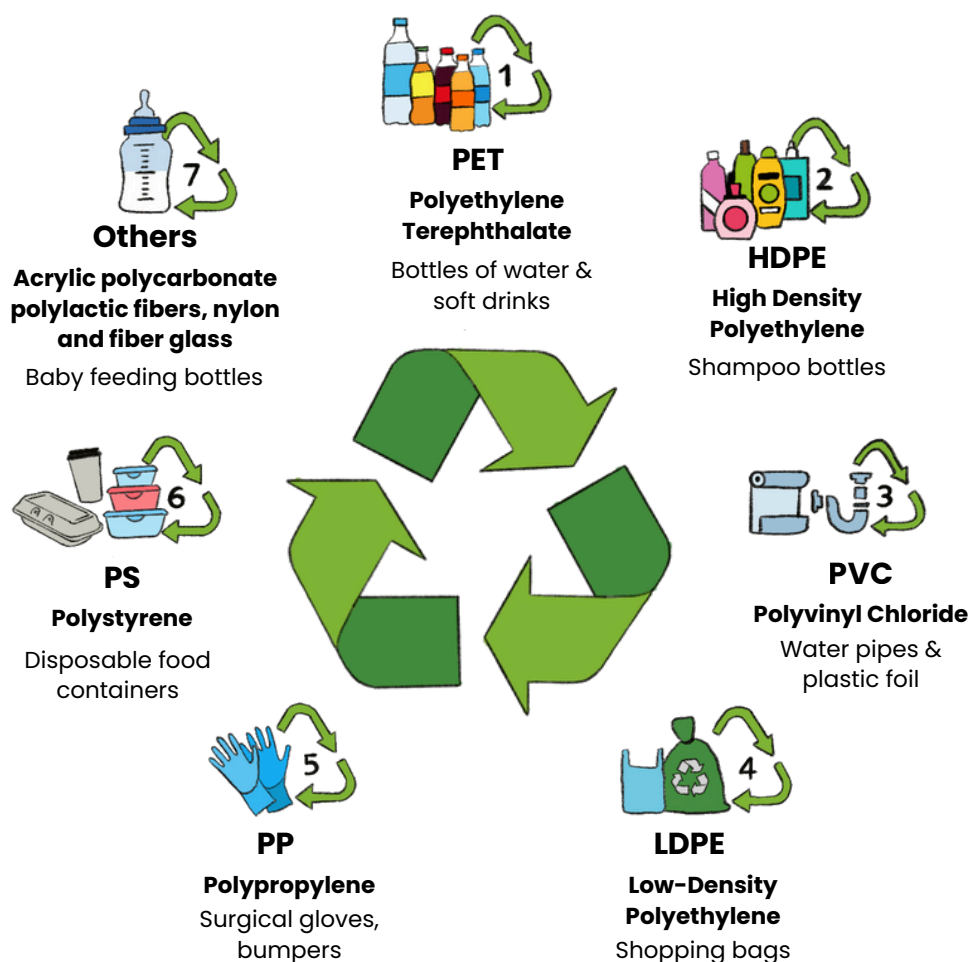 1
PET
Polyethylene
Terephthalate
Bottles of water &
soft drinks
2
HDPE
High Density
Polyethylene
Shampoo bottles
3
PVC
Polyvinyl Chloride
Water pipes &
plastic foil
4
LDPE
Low-Density
Polyethylene
Shopping bags
5
PP
Polypropylene
Surgical gloves,
bumpers
6
PS
Polystyrene
Disposable food
containers
7
Others
Acrylic polycarbonate
polylactic fibers, nylon
and fiber glass
Baby feeding bottles